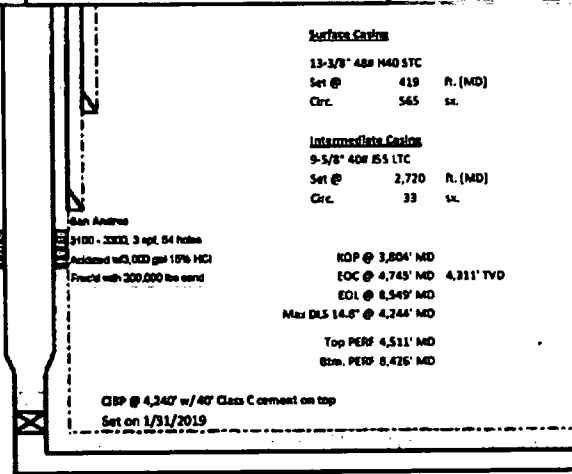 Surface Casing
13-3/8" 48# H40 STC
Set @ 419 ft. (MD)
Circ. 565 sx.
Intermediate Casing
9-5/8" 40# J55 LTC
Set @ 2,720 ft. (MD)
Circ. 33 sx.
San Andres
3100 - 3300, 3 spf, 54 holes
Acidized w/3,000 gal 15% HCl
Frac'd with 200,000 lbs sand
KOP @ 3,804' MD
EOC @ 4,745' MD 4,311' TVD
EOL @ 8,549' MD
Max DLS 14.8° @ 4,244' MD
Top PERF 4,511' MD
Btm. PERF 8,426' MD
CIBP @ 4,240' w/ 40' Class C cement on top
Set on 1/31/2019